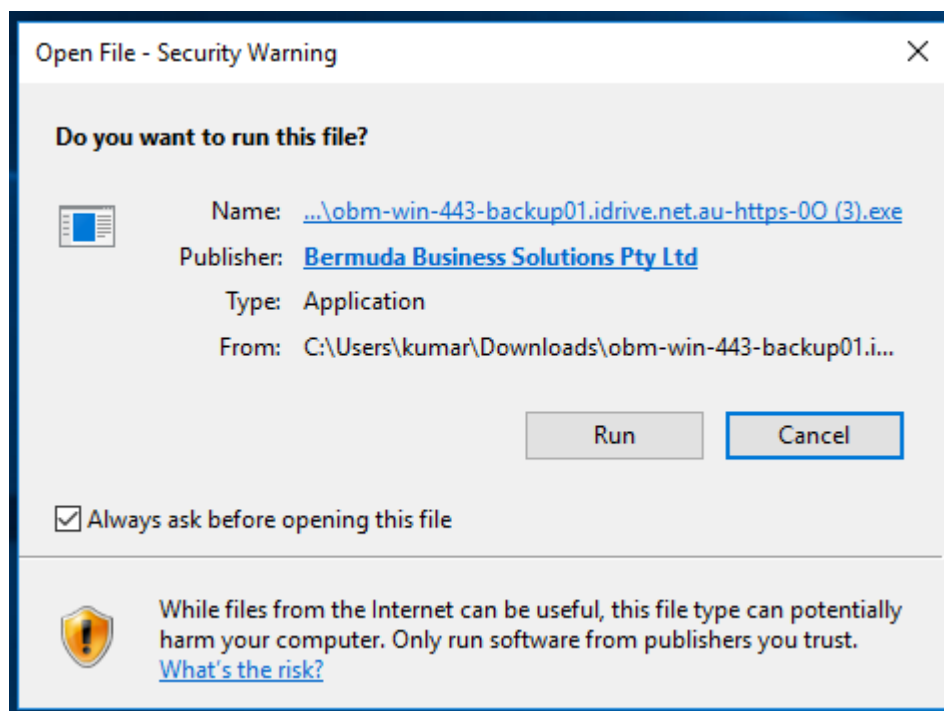 Open File - Security Warning
Do you want to run this file?
Name: ...\obm-win-443-backup01.idrive.net.au-https-0O (3).exe
Publisher: Bermuda Business Solutions Pty Ltd
Type: Application
From: C:\Users\kumar\Downloads\obm-win-443-backup01.i...
Run Cancel
Always ask before opening this file
While files from the Internet can be useful, this file type can potentially
harm your computer. Only run software from publishers you trust.
What's the risk?